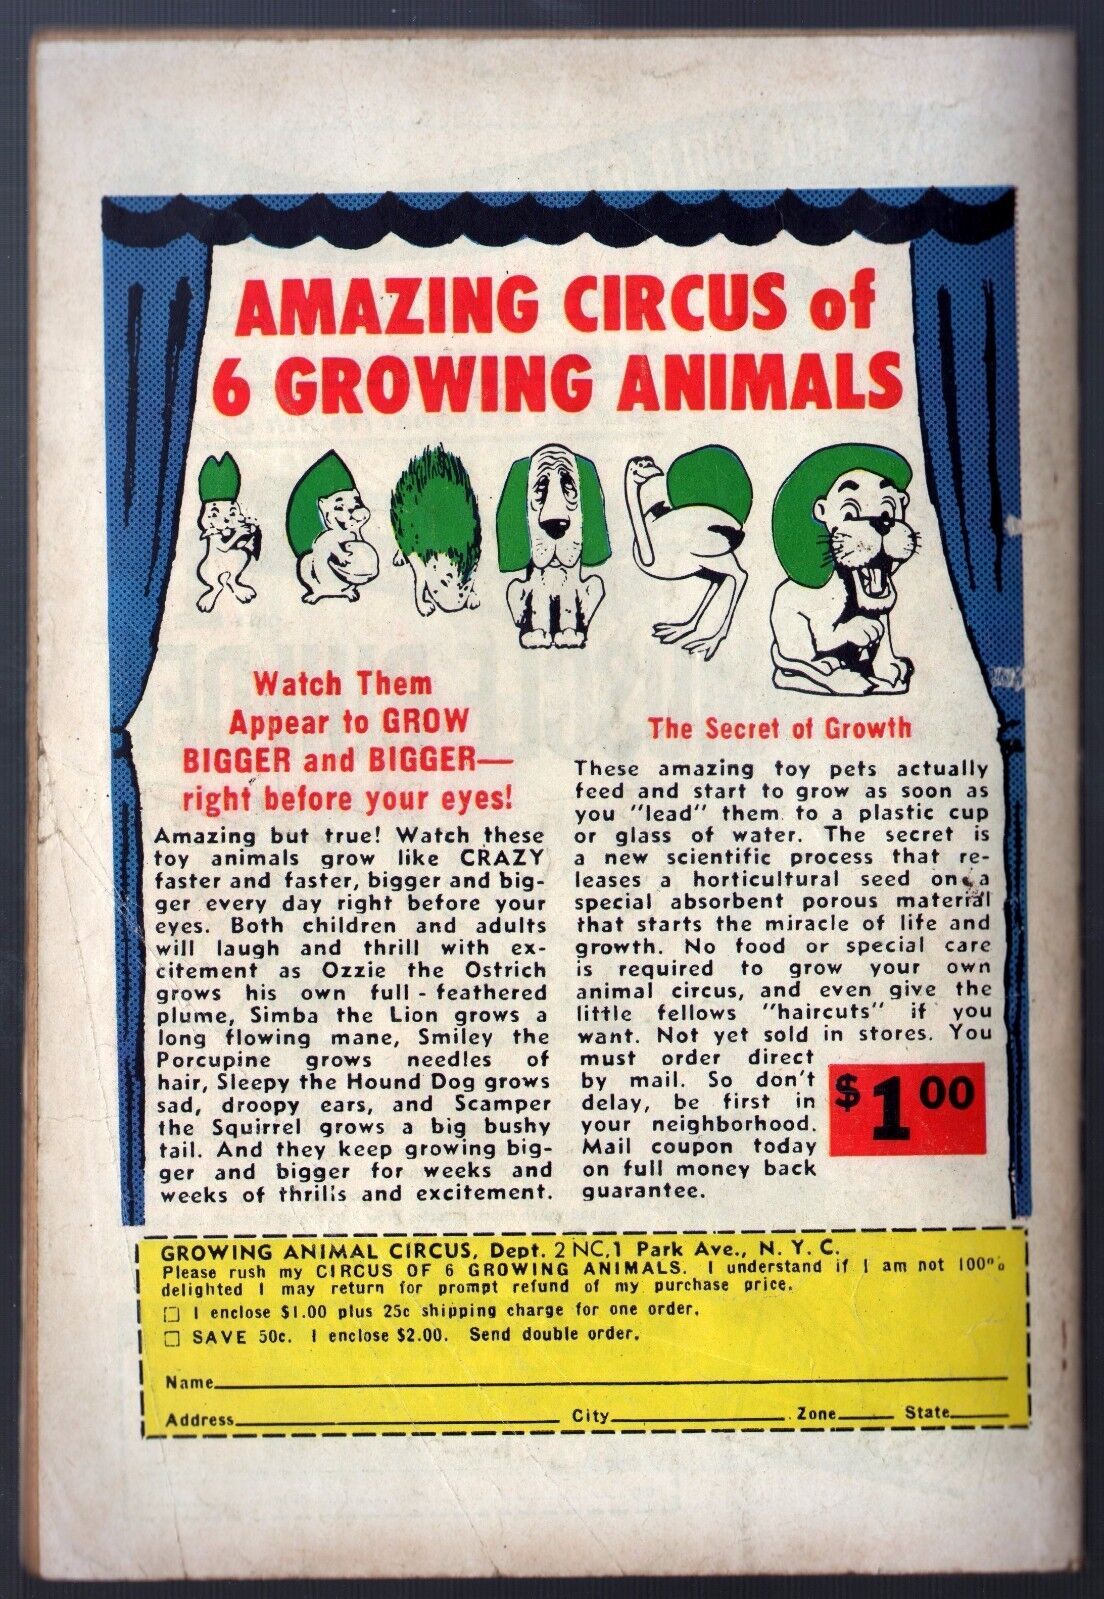 AMAZING CIRCUS of
6 GROWING ANIMALS
Watch Them
Appear to GROW
BIGGER and BIGGER—
right before your eyes!
Amazing but true! Watch these
toy animals grow like CRAZY
faster and faster, bigger and big-
ger every day right before your
eyes. Both children and adults
will laugh and thrill with ex-
citement as Ozzie the Ostrich
grows his own full-feathered
plume, Simba the Lion grows a
long flowing mane, Smiley the
Porcupine grows needles of
hair, Sleepy the Hound Dog grows
sad, droopy ears, and Scamper
the Squirrel grows a big bushy
tail. And they keep growing big-
ger and bigger for weeks and
weeks of thrills and excitement.
The Secret of Growth
These amazing toy pets actually
feed and start to grow as soon as
you "lead" them to a plastic cup
or glass of water. The secret is
a new scientific process that re-
leases a horticultural seed on a
special absorbent porous material
that starts the miracle of life and
growth. No food or special care
is required to grow your own
animal circus, and even give the
little fellows "haircuts" if you
want. Not yet sold in stores. You
must order direct
by mail. So don't
delay, be first in
your neighborhood.
Mail coupon today
on full money back
guarantee.
$1.00
GROWING ANIMAL CIRCUS, Dept. 2NC,1 Park Ave., N. Y. C.
Please rush my CIRCUS OF 6 GROWING ANIMALS. I understand if I am not 100%
delighted I may return for prompt refund of my purchase price.
I enclose $1.00 plus 25c shipping charge for one order.
SAVE 50c. I enclose $2.00. Send double order.
Name
Address City Zone State